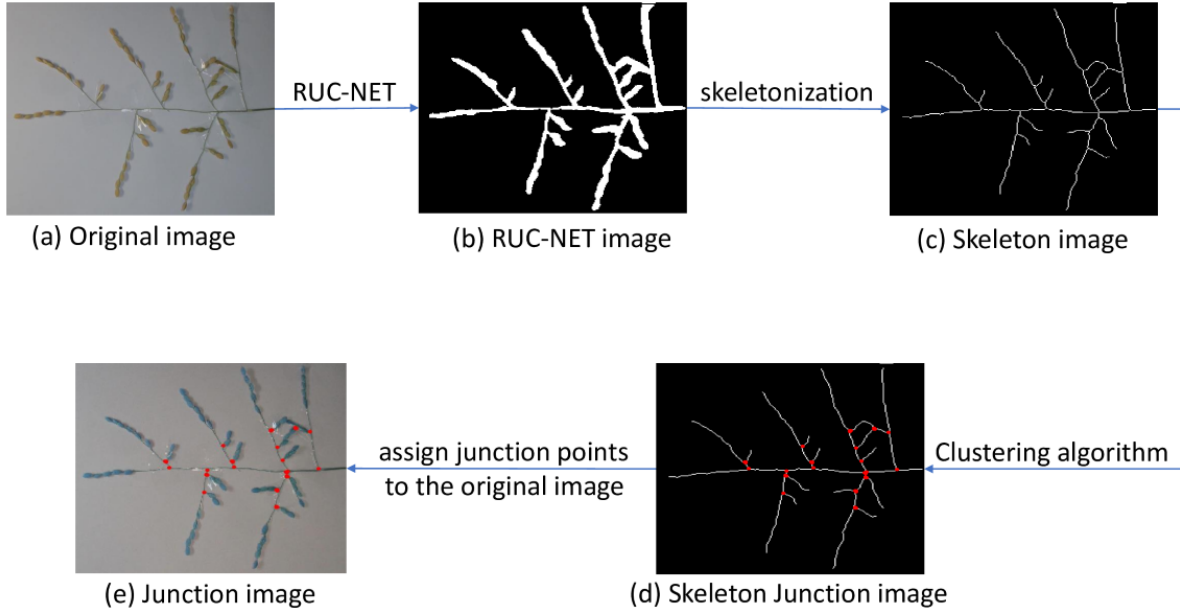 RUC-NET
skeletonization
(a) Original image
(b) RUC-NET image
(c) Skeleton image
assign junction points
to the original image
Clustering algorithm
(e) Junction image
(d) Skeleton Junction image